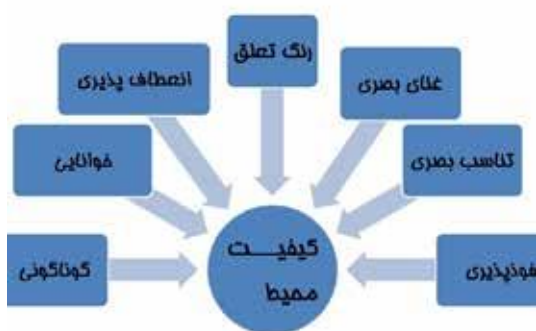 رنگ تعلق
غنای بصری
انعطاف پذیری
تناسب بصری
خوانایی
فوذپذیری
گوناگونی
کیفیت
محیط